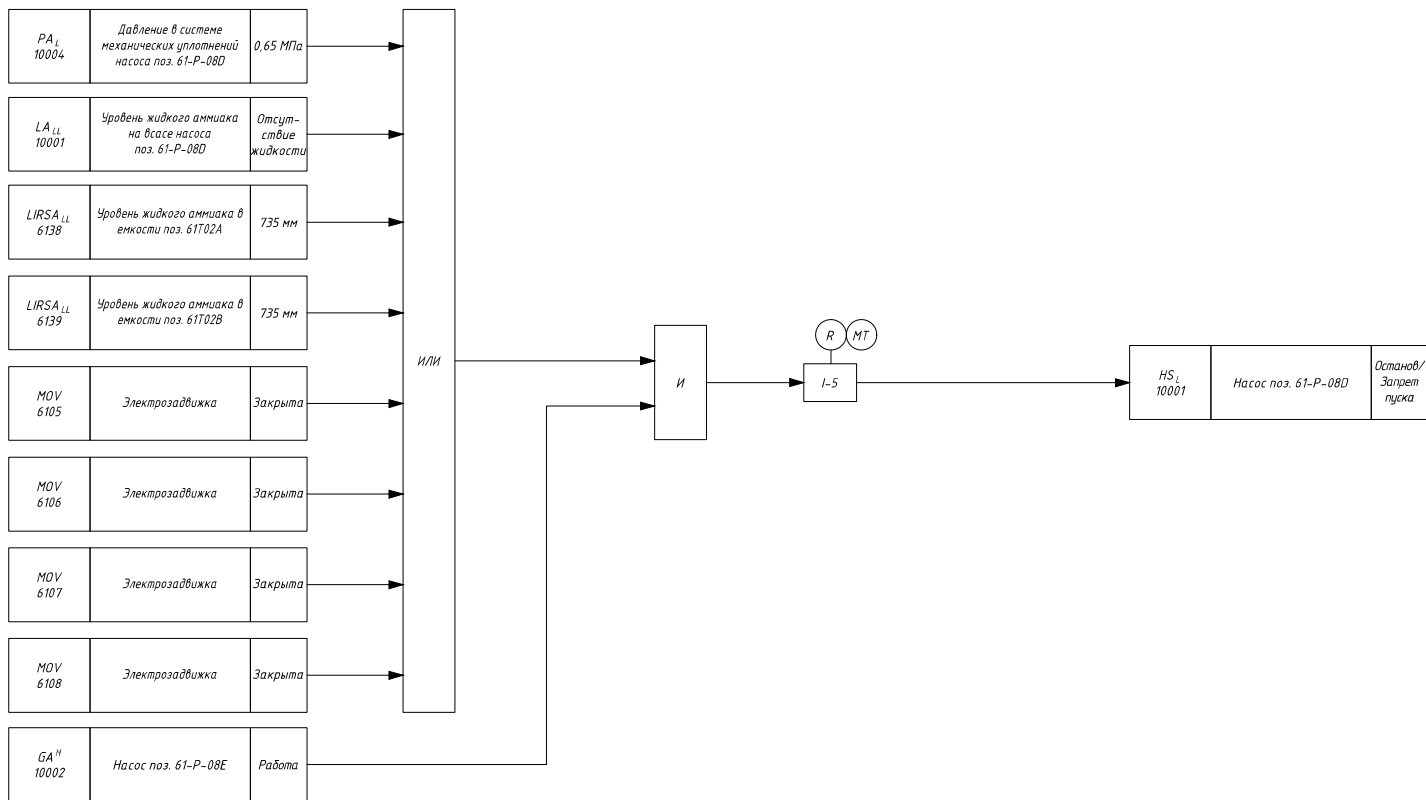 PA L
10004
Давление в системе
механических уплотнений
насоса поз. 61-P-08D
0,65 МПа
LA LL
10001
Уровень жидкого аммиака
на всасе насоса
поз. 61-P-08D
Отсут-
ствие
жидкости
LIRSA LL
6138
Уровень жидкого аммиака в
емкости поз. 61T02A
735 мм
LIRSA LL
6139
Уровень жидкого аммиака в
емкости поз. 61T02B
735 мм
MOV
6105
Электрозадвижка
Закрыта
MOV
6106
Электрозадвижка
Закрыта
MOV
6107
Электрозадвижка
Закрыта
MOV
6108
Электрозадвижка
Закрыта
GA H
10002
Насос поз. 61-P-08E
Работа
ИЛИ
И
R
MT
I-5
HS L
10001
Насос поз. 61-P-08D
Останов/
Запрет
пуска